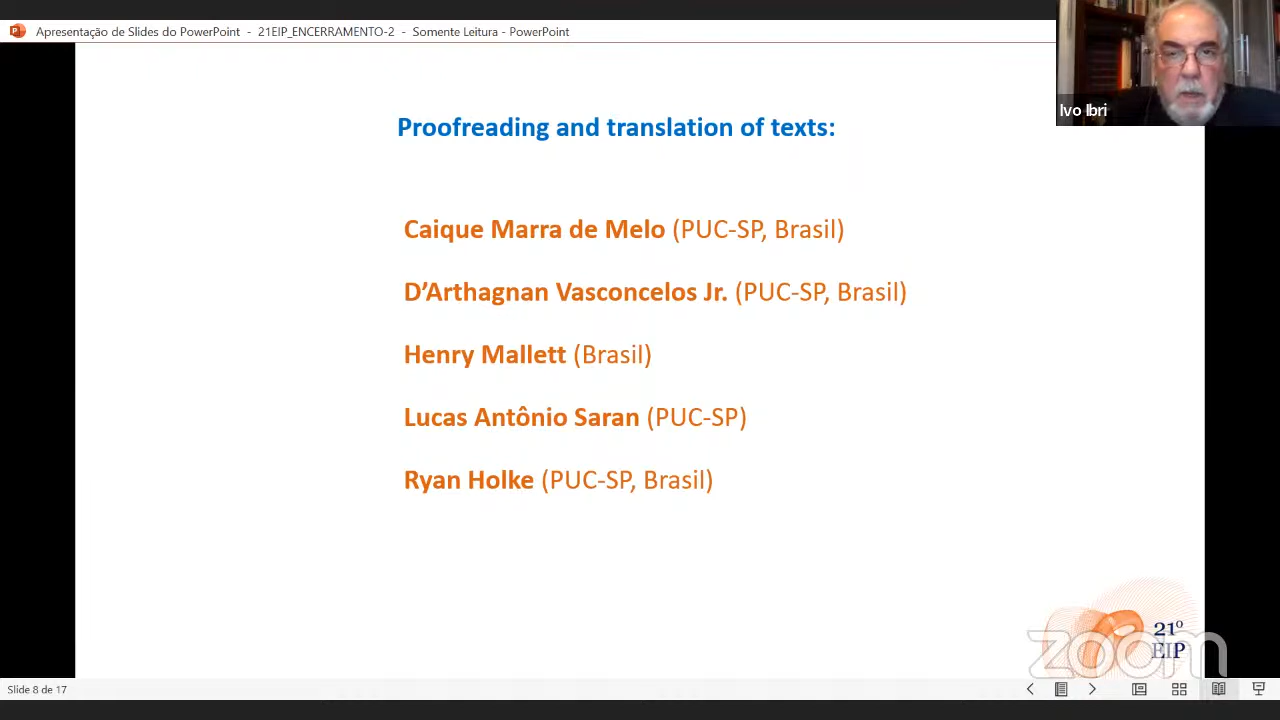 Apresentação de Slides do PowerPoint - 21EIP_ENCERRAMENTO-2 - Somente Leitura - PowerPoint
Ivo Ibri
Proofreading and translation of texts:
Caique Marra de Melo (PUC-SP, Brasil)
D’Arthagnan Vasconcelos Jr. (PUC-SP, Brasil)
Henry Mallett (Brasil)
Lucas Antônio Saran (PUC-SP)
Ryan Holke (PUC-SP, Brasil)
21º
EIP
zoom
Slide 8 de 17